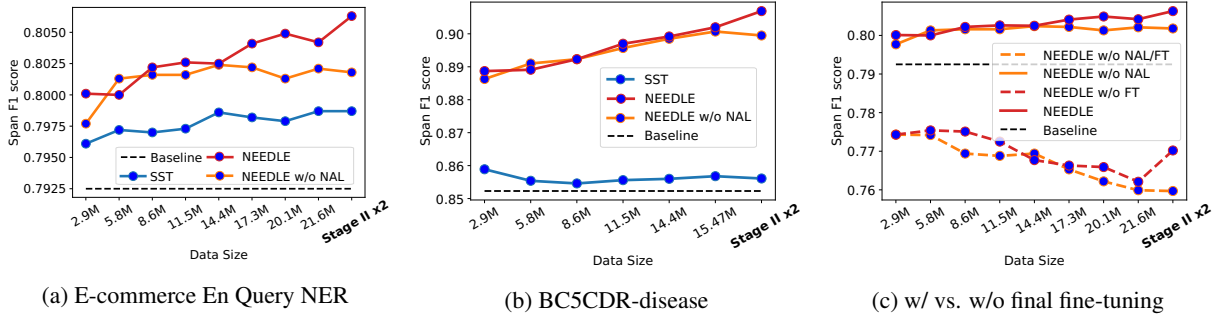 0.8050
0.8025
0.8000
0.7975
0.7950
0.7925
Span F1 score
Baseline
SST
NEEDLE
NEEDLE w/o NAL
2.9M
5.8M
8.6M
11.5M
14.4M
17.3M
20.1M
21.6M
Stage II x2
Data Size
(a) E-commerce En Query NER
0.90
0.89
0.88
0.87
0.86
0.85
Span F1 score
SST
NEEDLE
NEEDLE w/o NAL
Baseline
2.9M
5.8M
8.6M
11.5M
14.4M
15.47M
Stage II x2
Data Size
(b) BC5CDR-disease
0.80
0.79
0.77
0.76
Span F1 score
NEEDLE w/o NAL/FT
NEEDLE w/o NAL
NEEDLE w/o FT
NEEDLE
Baseline
2.9M
5.8M
8.6M
11.5M
14.4M
17.3M
20.1M
21.6M
Stage II x2
Data Size
(c) w/ vs. w/o final fine-tuning